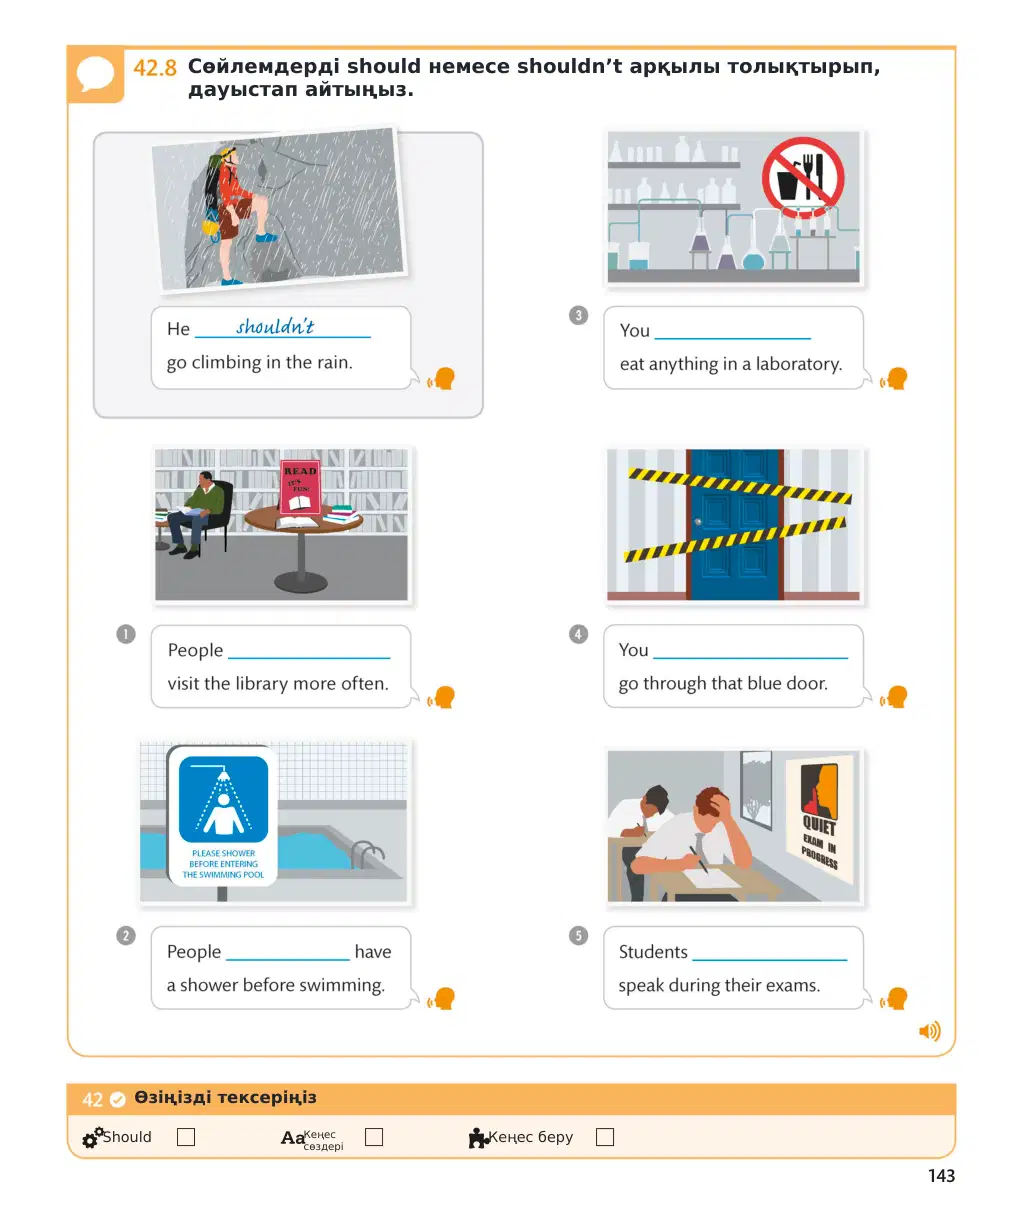 42.8 Сөйлемдерді should немесе shouldn’t арқылы толықтырып,
дауыстап айтыңыз.
He shouldn't
go climbing in the rain.
3
You
eat anything in a laboratory.
READ
IT'S
FUN!
1
People
visit the library more often.
4
You
go through that blue door.
PLEASE SHOWER
BEFORE ENTERING
THE SWIMMING POOL
2
People have
a shower before swimming.
QUIET
EXAM IN
PROGRESS
5
Students
speak during their exams.
42 Өзіңізді тексеріңіз
Should
Aa Кеңес
сөздері
Кеңес беру
143